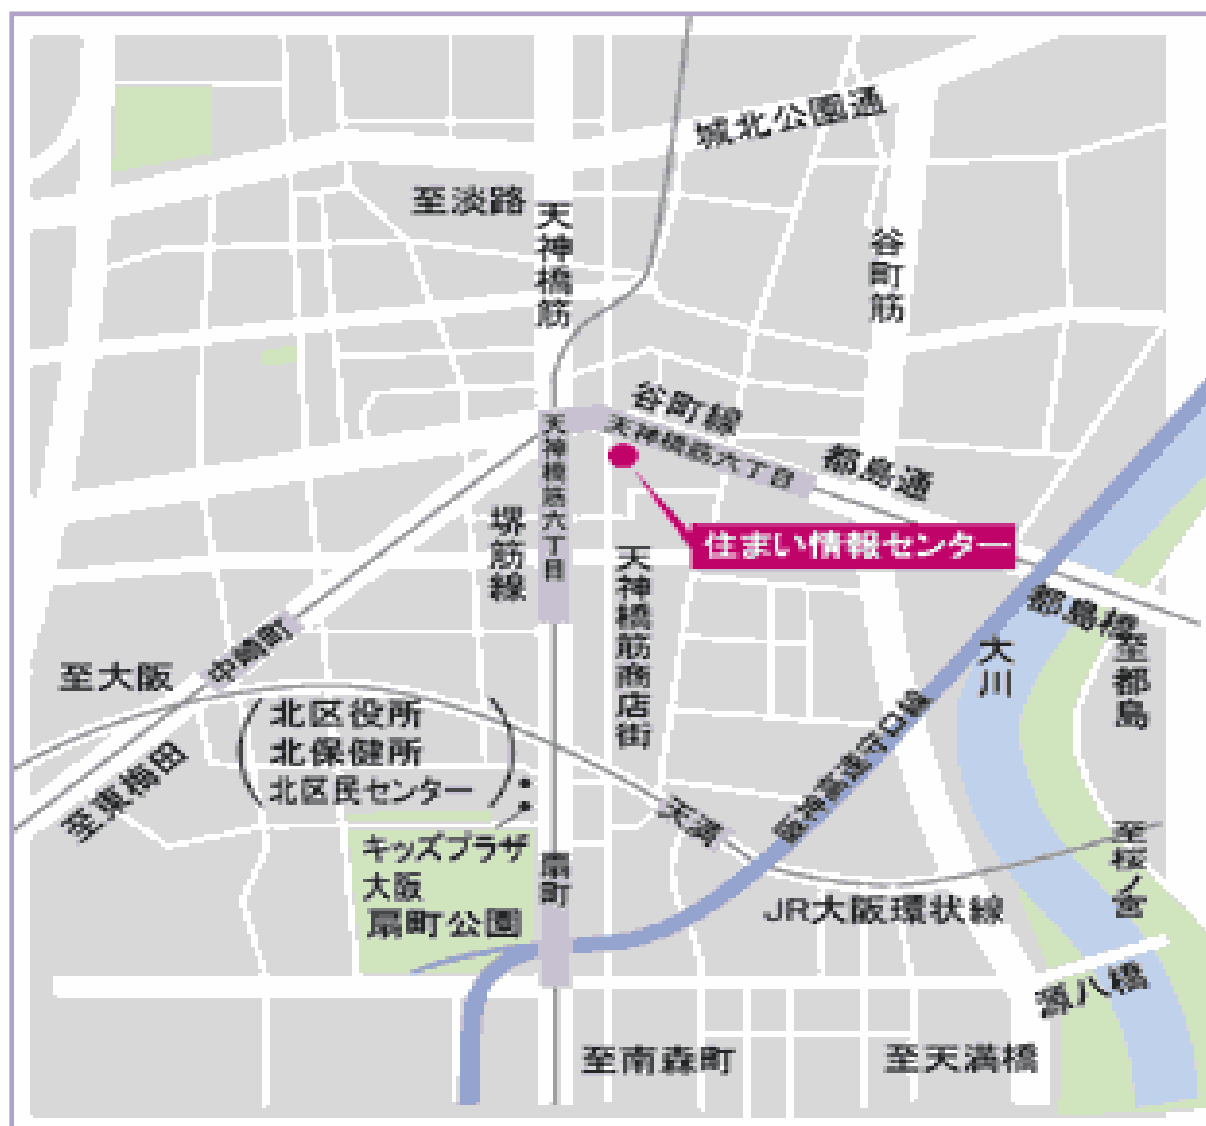 城北公園通
至淡路
天神橋筋
谷町筋
谷町線
天神橋筋六丁目
都島通
天神橋筋六丁目
堺筋線
住まい情報センター
天神橋筋商店街
都島橋
至都島
大川
中崎町
至大阪
至東梅田
北区役所
北保健所
北区民センター
阪神高速守口線
天満
キッズプラザ
大阪
扇町公園
扇町
JR大阪環状線
至桜ノ宮
源八橋
至南森町
至天満橋